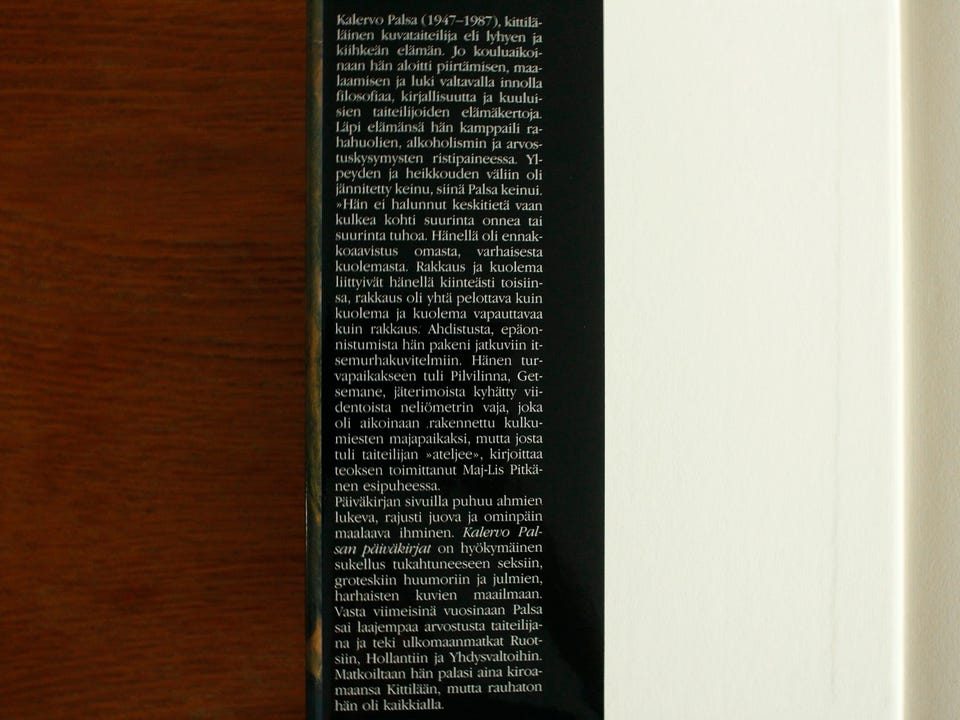 Kalervo Palsa (1947–1987), kittilä-
läinen kuvataiteilija eli lyhyen ja
kiihkeän elämän. Jo kouluaikoi-
naan hän aloitti piirtämisen, maa-
laamisen ja luki valtavalla innolla
filosofiaa, kirjallisuutta ja kuului-
sien taiteilijoiden elämäkertoja.
Läpi elämänsä hän kamppaili ra-
hahuolien, alkoholismin ja arvos-
tuskysymysten ristipaineessa. Yl-
peyden ja heikkouden väliin oli
jännitetty keinu, siinä Palsa keinui.
»Hän ei halunnut keskitietä vaan
kulkea kohti suurinta onnea tai
suurinta tuhoa. Hänellä oli ennak-
koaavistus omasta, varhaisesta
kuolemasta. Rakkaus ja kuolema
liittyivät hänellä kiinteästi toisiin-
sa, rakkaus oli yhtä pelottava kuin
kuolema ja kuolema vapauttavaa
kuin rakkaus. Ahdistusta, epäon-
nistumista hän pakeni jatkuviin it-
semurhakuvitelmiin. Hänen tur-
vapaikakseen tuli Pilvilinna, Get-
semane, jäterimoista kyhätty vii-
dentoista neliömetrin vaja, joka
oli aikoinaan rakennettu kulku-
miesten majapaikaksi, mutta josta
tuli taiteilijan »ateljee», kirjoittaa
teoksen toimittanut Maj-Lis Pitkä-
nen esipuheessa.
Päiväkirjan sivuilla puhuu ahmien
lukeva, rajusti juova ja ominpäin
maalaava ihminen. Kalervo Pal-
san päiväkirjat on hyökymäinen
sukellus tukahtuneeseen seksiin,
groteskiin huumoriin ja julmien,
harhaisten kuvien maailmaan.
Vasta viimeisinä vuosinaan Palsa
sai laajempaa arvostusta taiteilija-
na ja teki ulkomaanmatkat Ruot-
siin, Hollantiin ja Yhdysvaltoihin.
Matkoiltaan hän palasi aina kiroa-
maansa Kittilään, mutta rauhaton
hän oli kaikkialla.